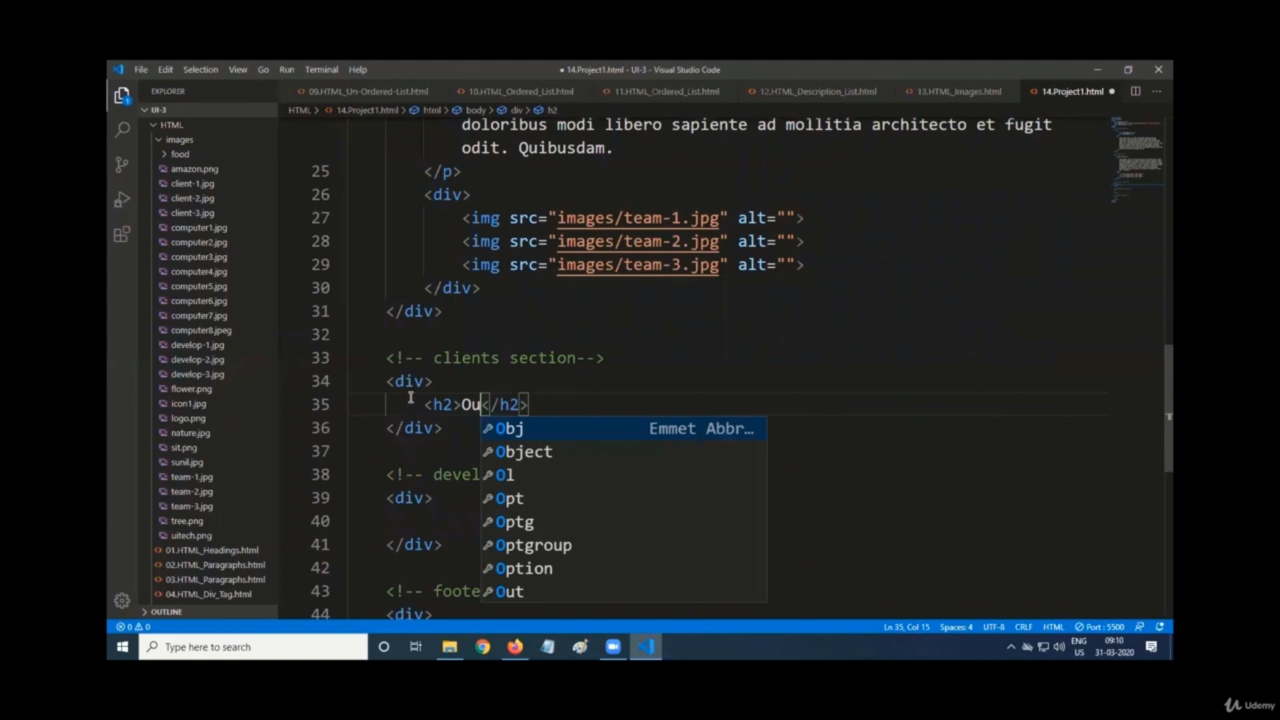 File Edit Selection View Go Run Terminal Help
● 14.Project1.html - UI-3 - Visual Studio Code
EXPLORER
09.HTML_Un-Ordered-List.html 10.HTML_Ordered_List.html 11.HTML_Ordered_List.html 12.HTML_Description_List.html 13.HTML_Images.html 14.Project1.html
UI-3
HTML > 14.Project1.html > html > body > div > h2
HTML
images
food
amazon.png
client-1.jpg
client-2.jpg
client-3.jpg
computer1.jpg
computer2.jpg
computer3.jpg
computer4.jpg
computer5.jpg
computer6.jpg
computer7.jpg
computer8.jpeg
develop-1.jpg
develop-2.jpg
develop-3.jpg
flower.png
icon1.jpg
logo.png
nature.jpg
sit.png
sunil.jpg
team-1.jpg
team-2.jpg
team-3.jpg
tree.png
uitech.png
01.HTML_Headings.html
02.HTML_Paragraphs.html
03.HTML_Paragraphs.html
04.HTML_Div_Tag.html
OUTLINE
doloribus modi libero sapiente ad mollitia architecto et fugit
odit. Quibusdam.
25 </p>
26 <div>
27 <img src="images/team-1.jpg" alt="">
28 <img src="images/team-2.jpg" alt="">
29 <img src="images/team-3.jpg" alt="">
30 </div>
31 </div>
32
33 <!-- clients section-->
34 <div>
35 <h2>Ou</h2>
36 </div>
37
38 <!-- devel
39 <div>
40
41 </div>
42
43 <!-- foote
44 <div>
Obj Emmet Abbr...
Object
Ol
Opt
Optg
Optgroup
Option
Out
0 0 Ln 35, Col 15 Spaces: 4 UTF-8 CRLF HTML Port : 5500
Type here to search
ENG
US
09:10
31-03-2020
Udemy